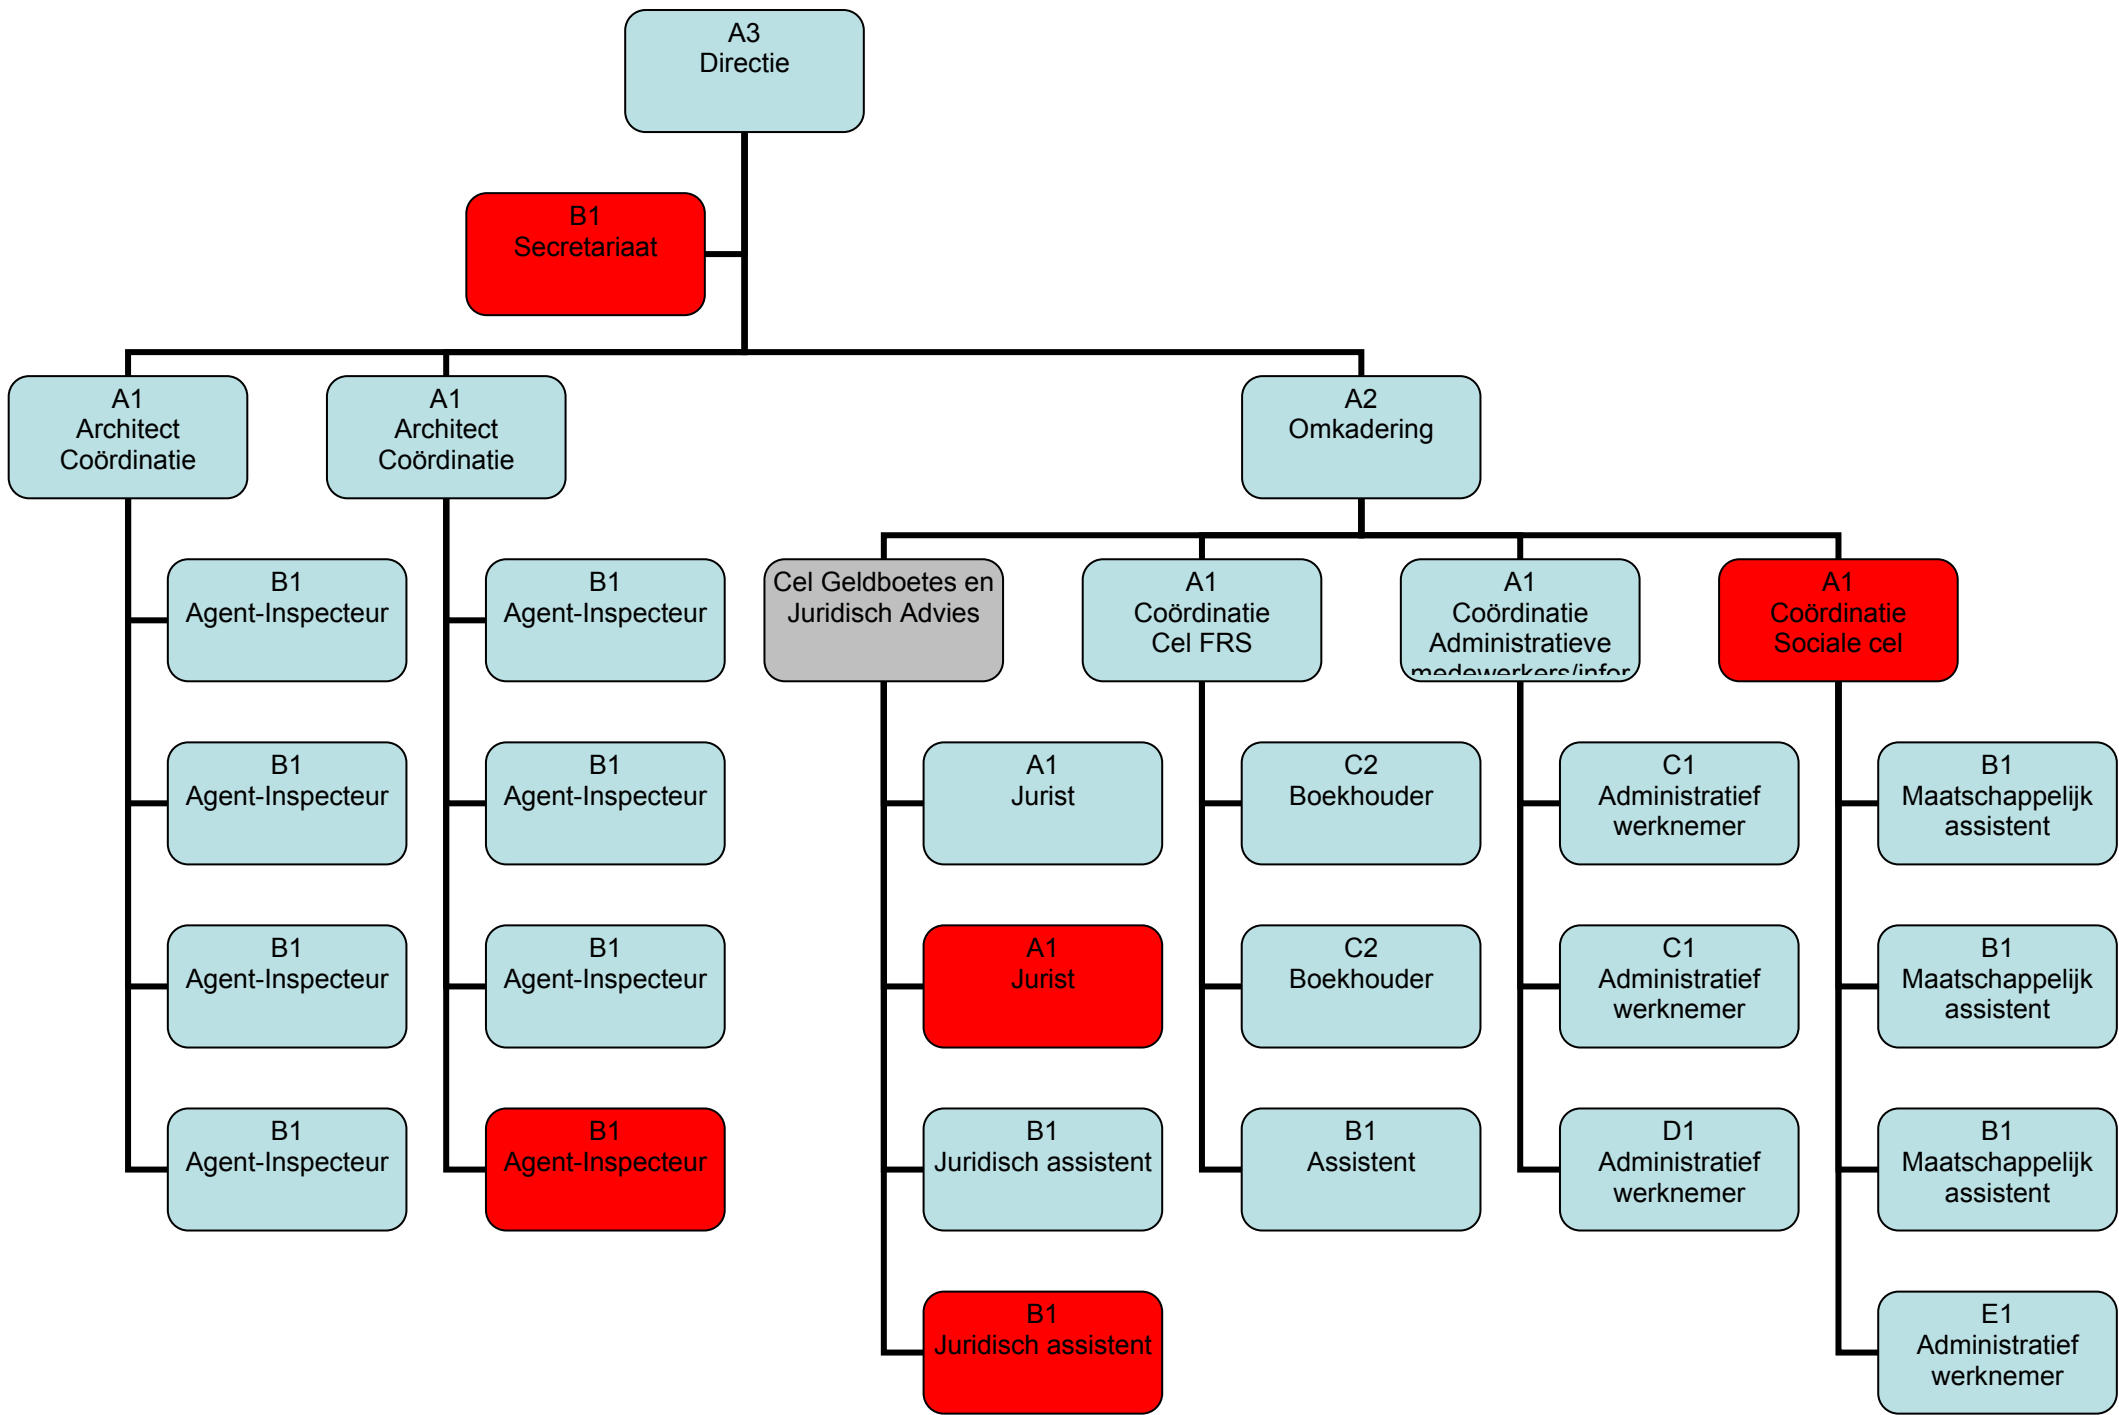 A3
Directie
B1
Secretariaat
A1
Architect
Coördinatie
A1
Architect
Coördinatie
A2
Omkadering
B1
Agent-Inspecteur
B1
Agent-Inspecteur
Cel Geldboetes en
Juridisch Advies
A1
Coördinatie
Cel FRS
A1
Coördinatie
Administratieve
medewerkers/infor
A1
Coördinatie
Sociale cel
B1
Agent-Inspecteur
B1
Agent-Inspecteur
A1
Jurist
C2
Boekhouder
C1
Administratief
werknemer
B1
Maatschappelijk
assistent
B1
Agent-Inspecteur
B1
Agent-Inspecteur
A1
Jurist
C2
Boekhouder
C1
Administratief
werknemer
B1
Maatschappelijk
assistent
B1
Agent-Inspecteur
B1
Agent-Inspecteur
B1
Juridisch assistent
B1
Assistent
D1
Administratief
werknemer
B1
Maatschappelijk
assistent
B1
Juridisch assistent
E1
Administratief
werknemer